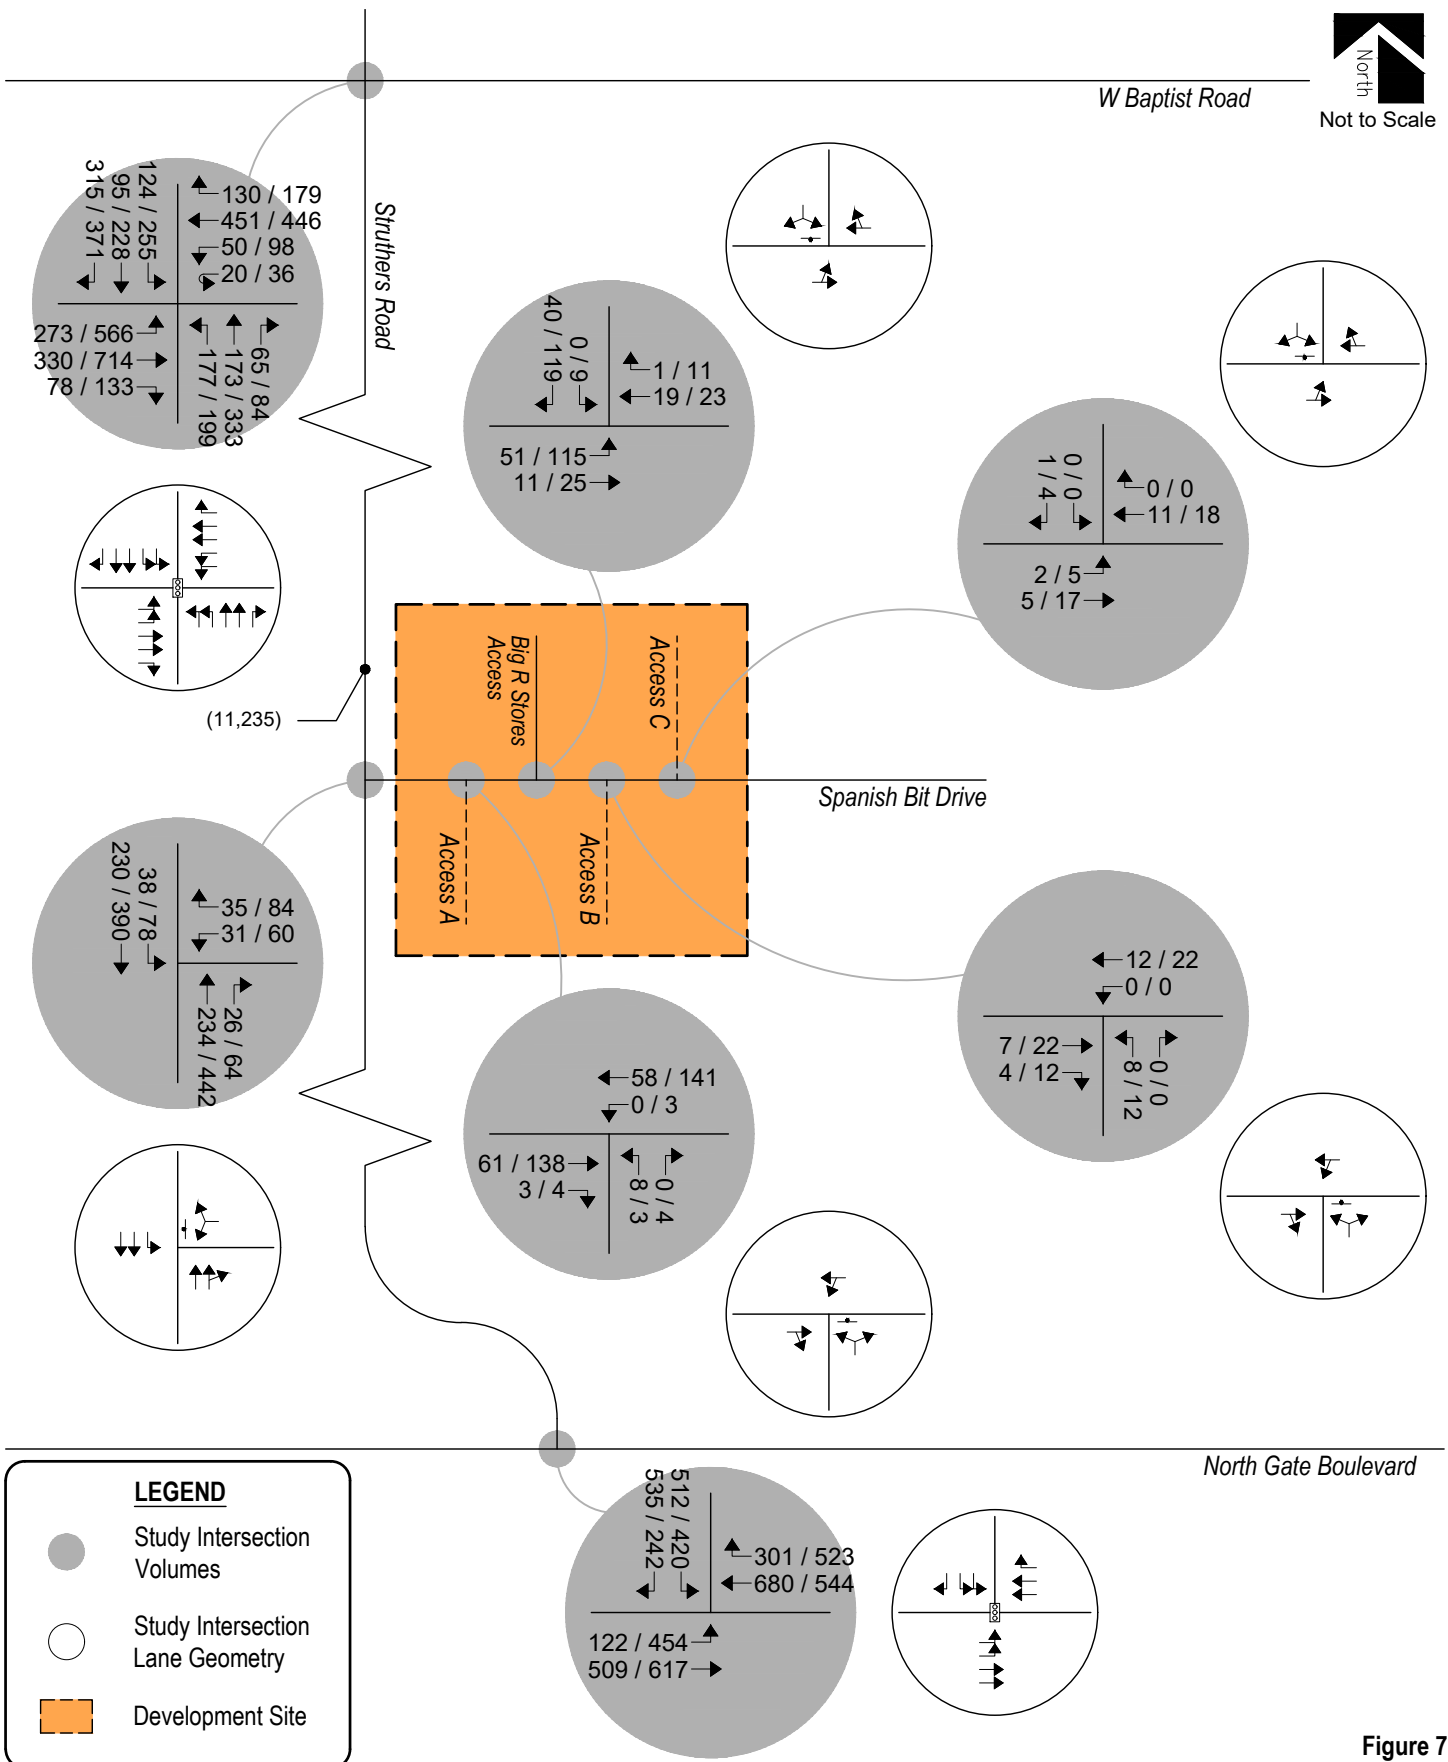 North
Not to Scale
W Baptist Road
Struthers Road
124 / 255
95 / 228
315 / 371
130 / 179
451 / 446
50 / 98
20 / 36
273 / 566
330 / 714
78 / 133
65 / 84
173 / 333
177 / 199
0 / 9
40 / 119
1 / 11
19 / 23
51 / 115
11 / 25
0 / 0
1 / 4
0 / 0
11 / 18
2 / 5
5 / 17
Big R Stores
Access
Access C
(11,235)
Spanish Bit Drive
Access A
Access B
38 / 78
230 / 390
35 / 84
31 / 60
26 / 64
234 / 442
12 / 22
0 / 0
7 / 22
4 / 12
0 / 0
8 / 12
58 / 141
0 / 3
61 / 138
3 / 4
0 / 4
8 / 3
North Gate Boulevard
512 / 420
535 / 242
301 / 523
680 / 544
122 / 454
509 / 617
LEGEND
Study Intersection
Volumes
Study Intersection
Lane Geometry
Development Site
Figure 7